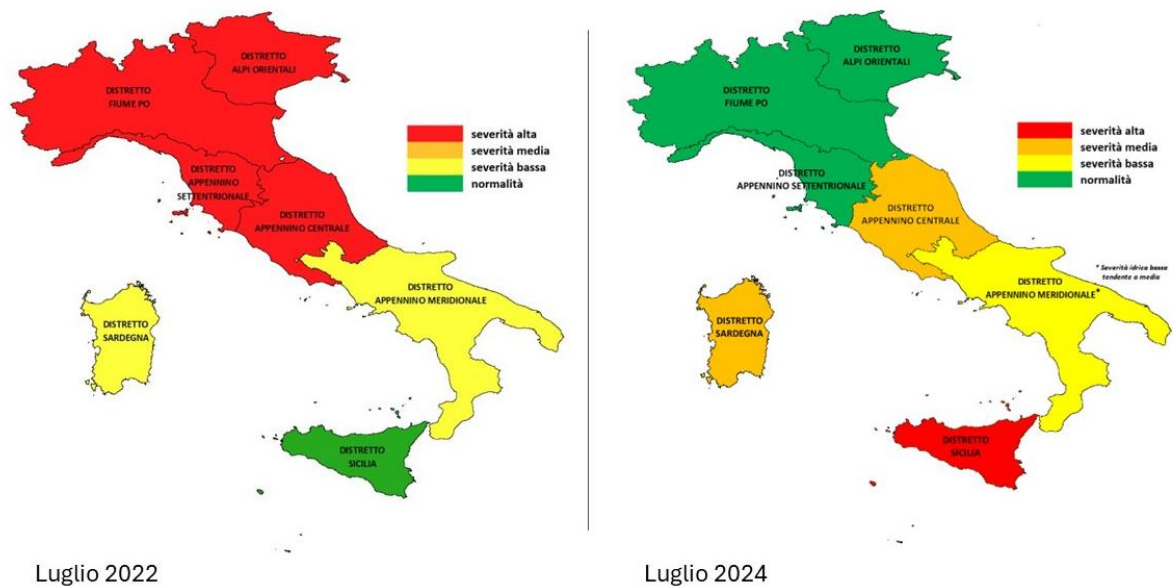 DISTRETTO
ALPI ORIENTALI
DISTRETTO
FIUME PO
DISTRETTO
APPENNINO
SETTENTRIONALE
DISTRETTO
APPENNINO CENTRALE
DISTRETTO
APPENNINO MERIDIONALE
DISTRETTO
SARDEGNA
DISTRETTO
SICILIA
severità alta
severità media
severità bassa
normalità
Luglio 2022
DISTRETTO
ALPI ORIENTALI
DISTRETTO
FIUME PO
DISTRETTO
APPENNINO SETTENTRIONALE
DISTRETTO
APPENNINO CENTRALE
DISTRETTO
APPENNINO MERIDIONALE*
* Severità idrica bassa
tendente a media
DISTRETTO
SARDEGNA
DISTRETTO
SICILIA
severità alta
severità media
severità bassa
normalità
Luglio 2024